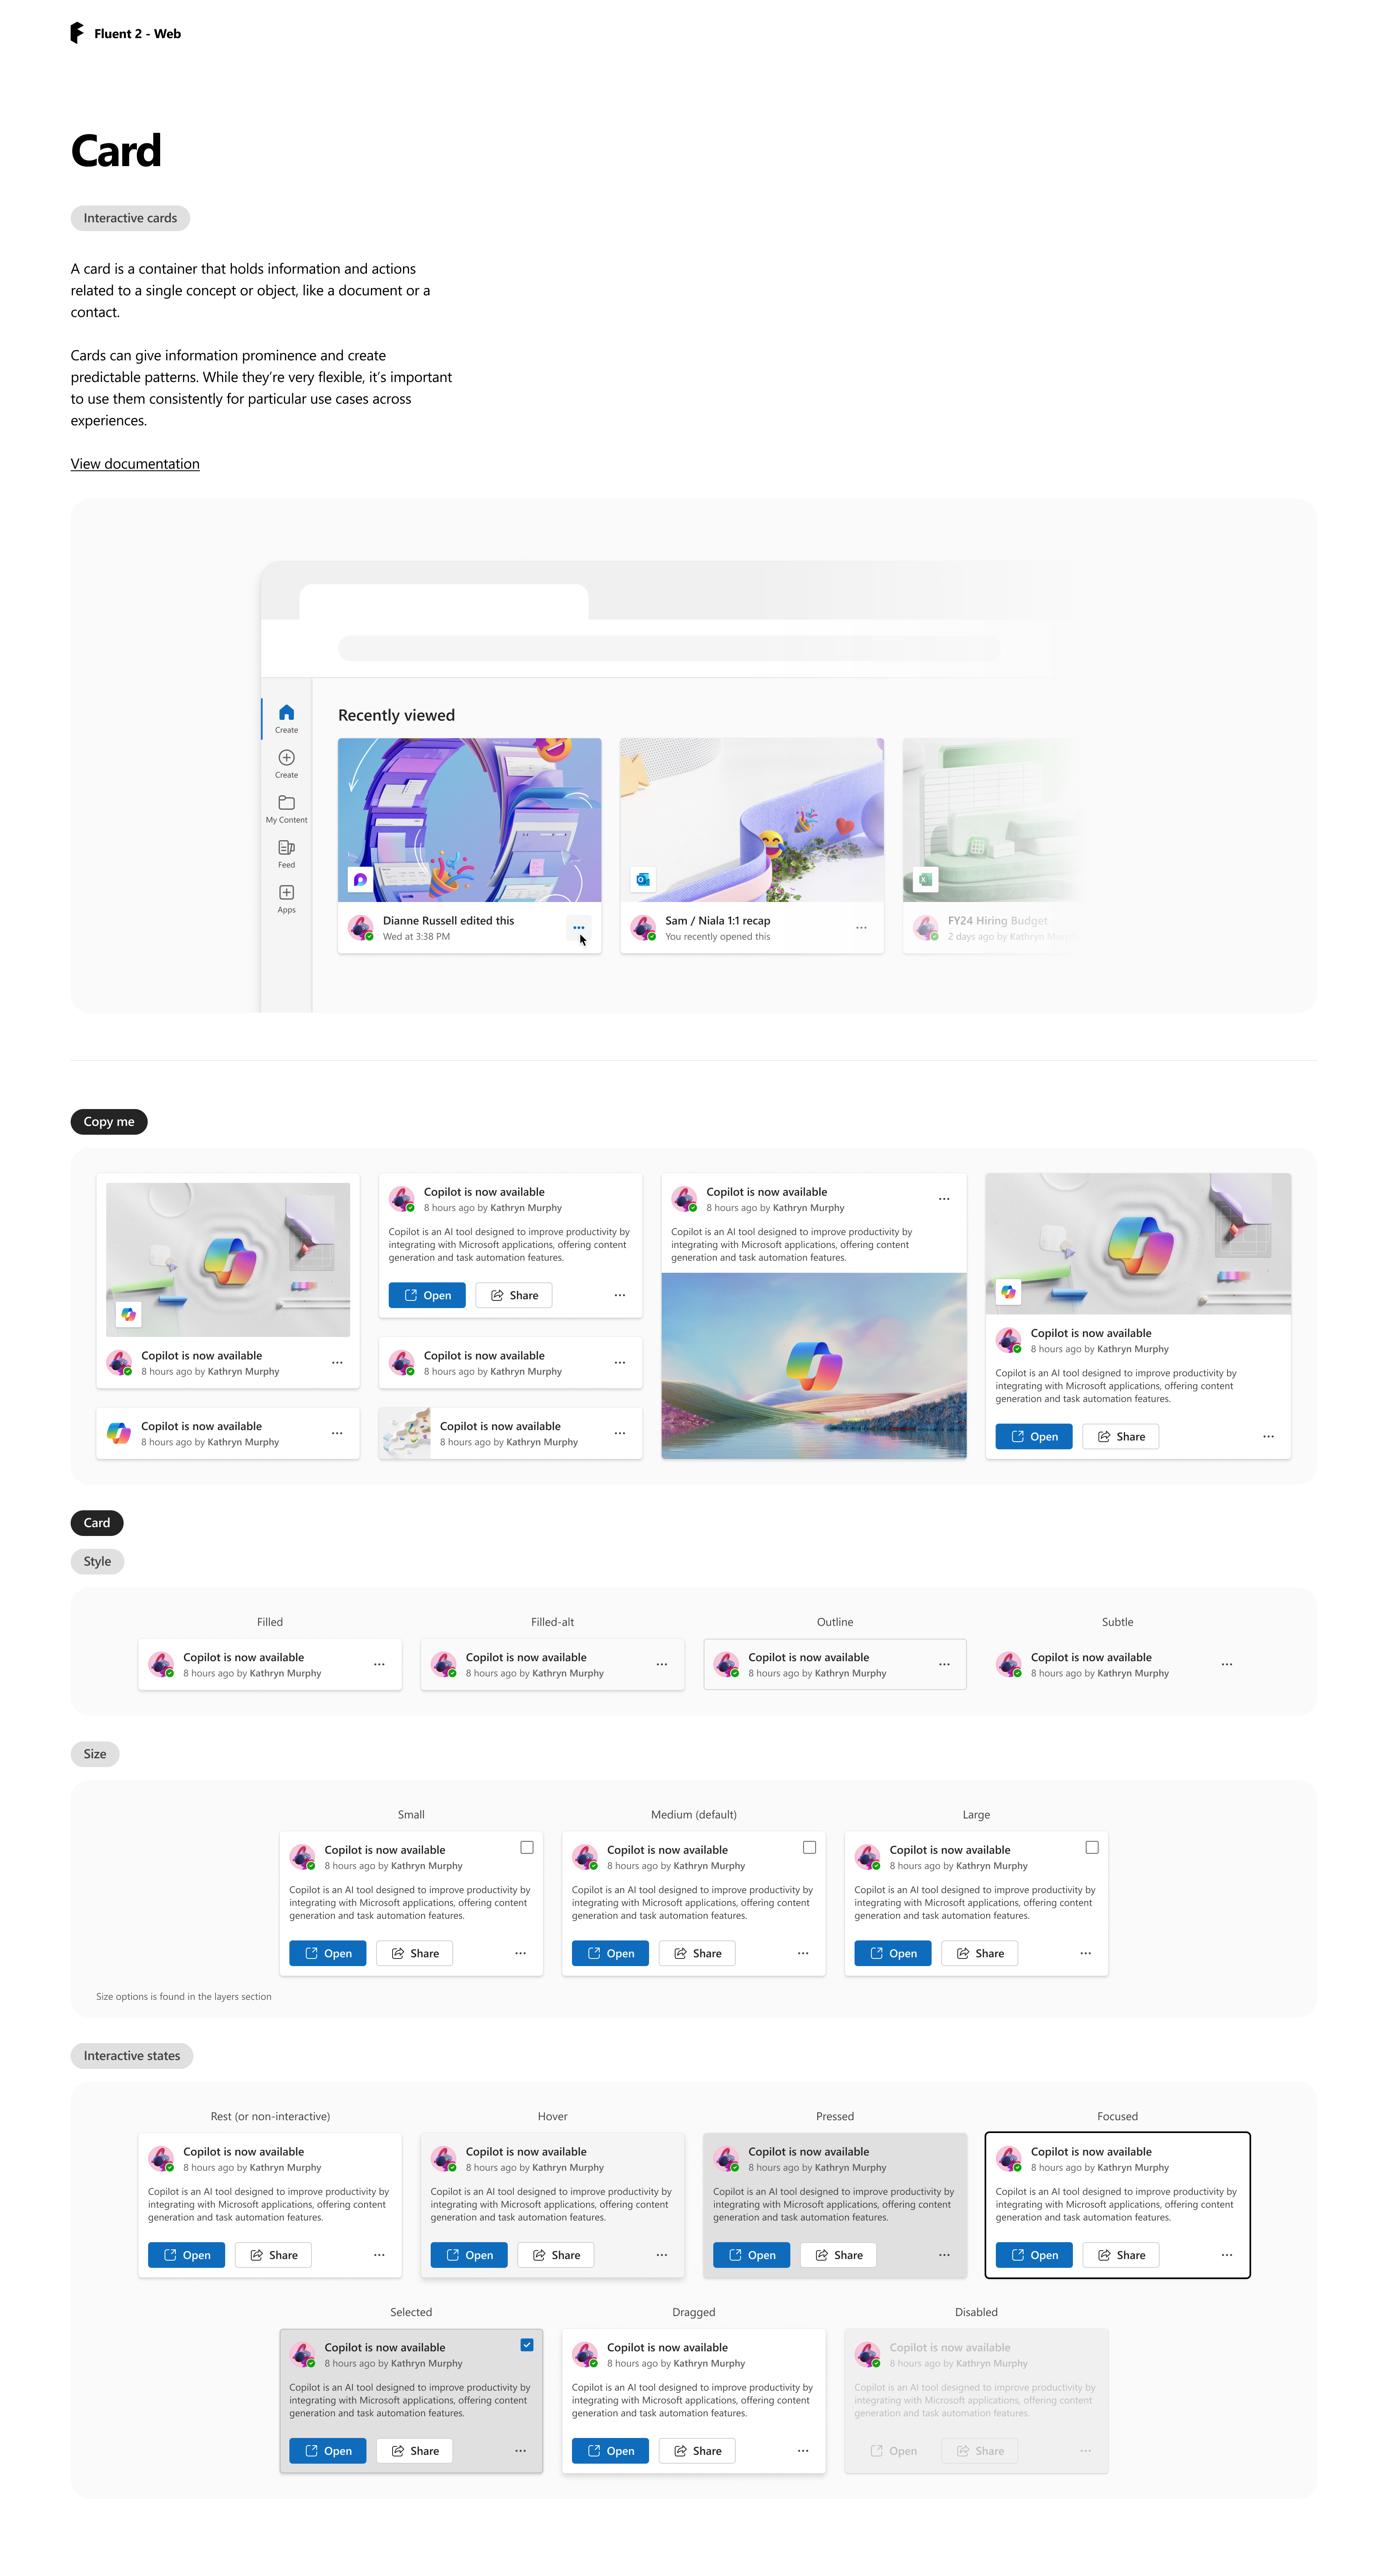 Fluent 2 - Web
Card
Interactive cards
A card is a container that holds information and actions
related to a single concept or object, like a document or a
contact.
Cards can give information prominence and create
predictable patterns. While they’re very flexible, it’s important
to use them consistently for particular use cases across
experiences.
View documentation
Create
Create
My Content
Feed
Apps
Recently viewed
Dianne Russell edited this
Wed at 3:38 PM
Sam / Niala 1:1 recap
You recently opened this
FY24 Hiring Budget
2 days ago by Kathryn
Copy me
Copilot is now available
8 hours ago by Kathryn Murphy
Copilot is now available
8 hours ago by Kathryn Murphy
Copilot is now available
8 hours ago by Kathryn Murphy
Copilot is an AI tool designed to improve productivity by
integrating with Microsoft applications, offering content
generation and task automation features.
Open Share
Copilot is now available
8 hours ago by Kathryn Murphy
Copilot is now available
8 hours ago by Kathryn Murphy
Copilot is now available
8 hours ago by Kathryn Murphy
Copilot is an AI tool designed to improve productivity by
integrating with Microsoft applications, offering content
generation and task automation features.
Copilot is now available
8 hours ago by Kathryn Murphy
Copilot is an AI tool designed to improve productivity by
integrating with Microsoft applications, offering content
generation and task automation features.
Open Share
Card
Style
Filled
Copilot is now available
8 hours ago by Kathryn Murphy
Filled-alt
Copilot is now available
8 hours ago by Kathryn Murphy
Outline
Copilot is now available
8 hours ago by Kathryn Murphy
Subtle
Copilot is now available
8 hours ago by Kathryn Murphy
Size
Small
Copilot is now available
8 hours ago by Kathryn Murphy
Copilot is an AI tool designed to improve productivity by
integrating with Microsoft applications, offering content
generation and task automation features.
Open Share
Medium (default)
Copilot is now available
8 hours ago by Kathryn Murphy
Copilot is an AI tool designed to improve productivity by
integrating with Microsoft applications, offering content
generation and task automation features.
Open Share
Large
Copilot is now available
8 hours ago by Kathryn Murphy
Copilot is an AI tool designed to improve productivity by
integrating with Microsoft applications, offering content
generation and task automation features.
Open Share
Size options is found in the layers section
Interactive states
Rest (or non-interactive)
Copilot is now available
8 hours ago by Kathryn Murphy
Copilot is an AI tool designed to improve productivity by
integrating with Microsoft applications, offering content
generation and task automation features.
Open Share
Hover
Copilot is now available
8 hours ago by Kathryn Murphy
Copilot is an AI tool designed to improve productivity by
integrating with Microsoft applications, offering content
generation and task automation features.
Open Share
Pressed
Copilot is now available
8 hours ago by Kathryn Murphy
Copilot is an AI tool designed to improve productivity by
integrating with Microsoft applications, offering content
generation and task automation features.
Open Share
Focused
Copilot is now available
8 hours ago by Kathryn Murphy
Copilot is an AI tool designed to improve productivity by
integrating with Microsoft applications, offering content
generation and task automation features.
Open Share
Selected
Copilot is now available
8 hours ago by Kathryn Murphy
Copilot is an AI tool designed to improve productivity by
integrating with Microsoft applications, offering content
generation and task automation features.
Open Share
Dragged
Copilot is now available
8 hours ago by Kathryn Murphy
Copilot is an AI tool designed to improve productivity by
integrating with Microsoft applications, offering content
generation and task automation features.
Open Share
Disabled
Copilot is now available
8 hours ago by Kathryn Murphy
Copilot is an AI tool designed to improve productivity by
integrating with Microsoft applications, offering content
generation and task automation features.
Open Share